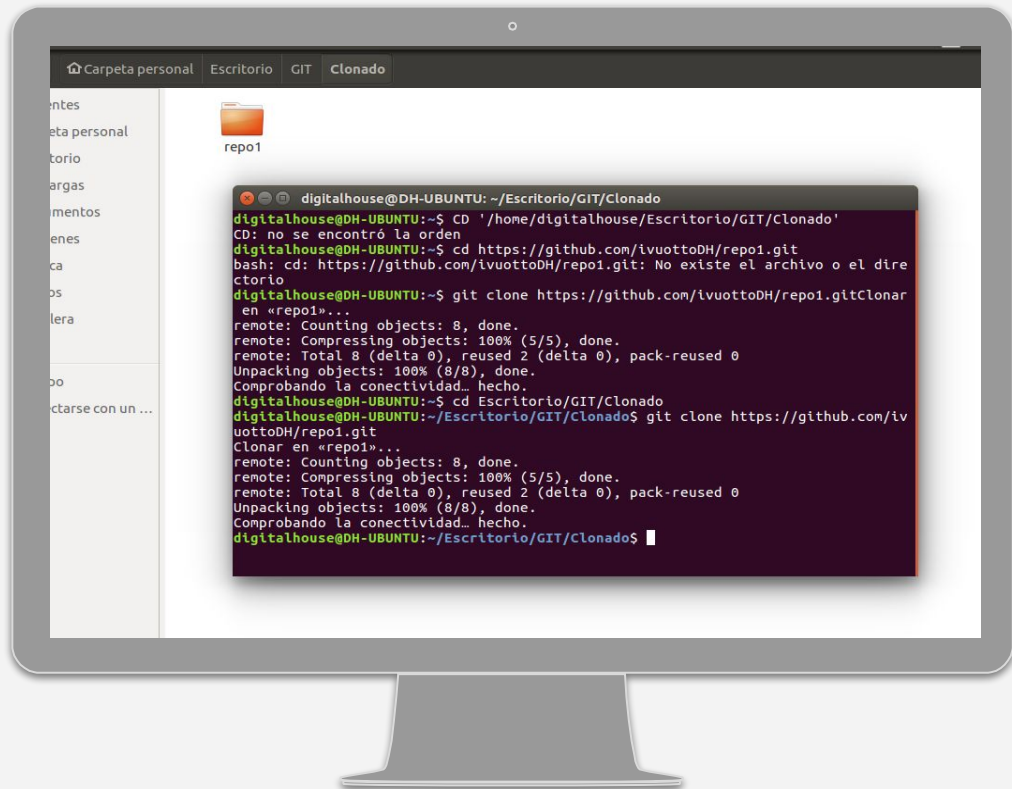 Carpeta personal Escritorio GIT Clonado
entes
eta personal
torio
argas
umentos
enes
ca
os
lera
oo
ectarse con un …
repo1
digitalhouse@DH-UBUNTU: ~/Escritorio/GIT/Clonado
digitalhouse@DH-UBUNTU:~$ CD '/home/digitalhouse/Escritorio/GIT/Clonado'
CD: no se encontró la orden
digitalhouse@DH-UBUNTU:~$ cd https://github.com/ivuottoDH/repo1.git
bash: cd: https://github.com/ivuottoDH/repo1.git: No existe el archivo o el dire
ctorio
digitalhouse@DH-UBUNTU:~$ git clone https://github.com/ivuottoDH/repo1.gitClonar
 en «repo1»...
remote: Counting objects: 8, done.
remote: Compressing objects: 100% (5/5), done.
remote: Total 8 (delta 0), reused 2 (delta 0), pack-reused 0
Unpacking objects: 100% (8/8), done.
Comprobando la conectividad… hecho.
digitalhouse@DH-UBUNTU:~$ cd Escritorio/GIT/Clonado
digitalhouse@DH-UBUNTU:~/Escritorio/GIT/Clonado$ git clone https://github.com/iv
uottoDH/repo1.git
Clonar en «repo1»...
remote: Counting objects: 8, done.
remote: Compressing objects: 100% (5/5), done.
remote: Total 8 (delta 0), reused 2 (delta 0), pack-reused 0
Unpacking objects: 100% (8/8), done.
Comprobando la conectividad… hecho.
digitalhouse@DH-UBUNTU:~/Escritorio/GIT/Clonado$